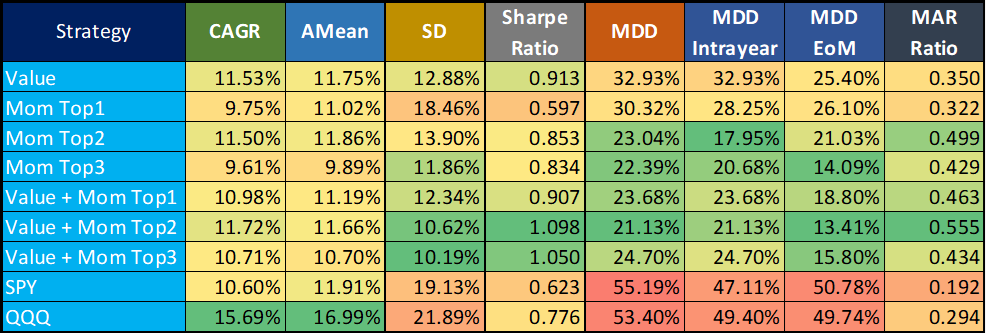 Strategy CAGR AMean SD Sharpe Ratio MDD MDD Intrayear MDD EoM MAR Ratio
Value 11.53% 11.75% 12.88% 0.913 32.93% 32.93% 25.40% 0.350
Mom Top1 9.75% 11.02% 18.46% 0.597 30.32% 28.25% 26.10% 0.322
Mom Top2 11.50% 11.86% 13.90% 0.853 23.04% 17.95% 21.03% 0.499
Mom Top3 9.61% 9.89% 11.86% 0.834 22.39% 20.68% 14.09% 0.429
Value + Mom Top1 10.98% 11.19% 12.34% 0.907 23.68% 23.68% 18.80% 0.463
Value + Mom Top2 11.72% 11.66% 10.62% 1.098 21.13% 21.13% 13.41% 0.555
Value + Mom Top3 10.71% 10.70% 10.19% 1.050 24.70% 24.70% 15.80% 0.434
SPY 10.60% 11.91% 19.13% 0.623 55.19% 47.11% 50.78% 0.192
QQQ 15.69% 16.99% 21.89% 0.776 53.40% 49.40% 49.74% 0.294